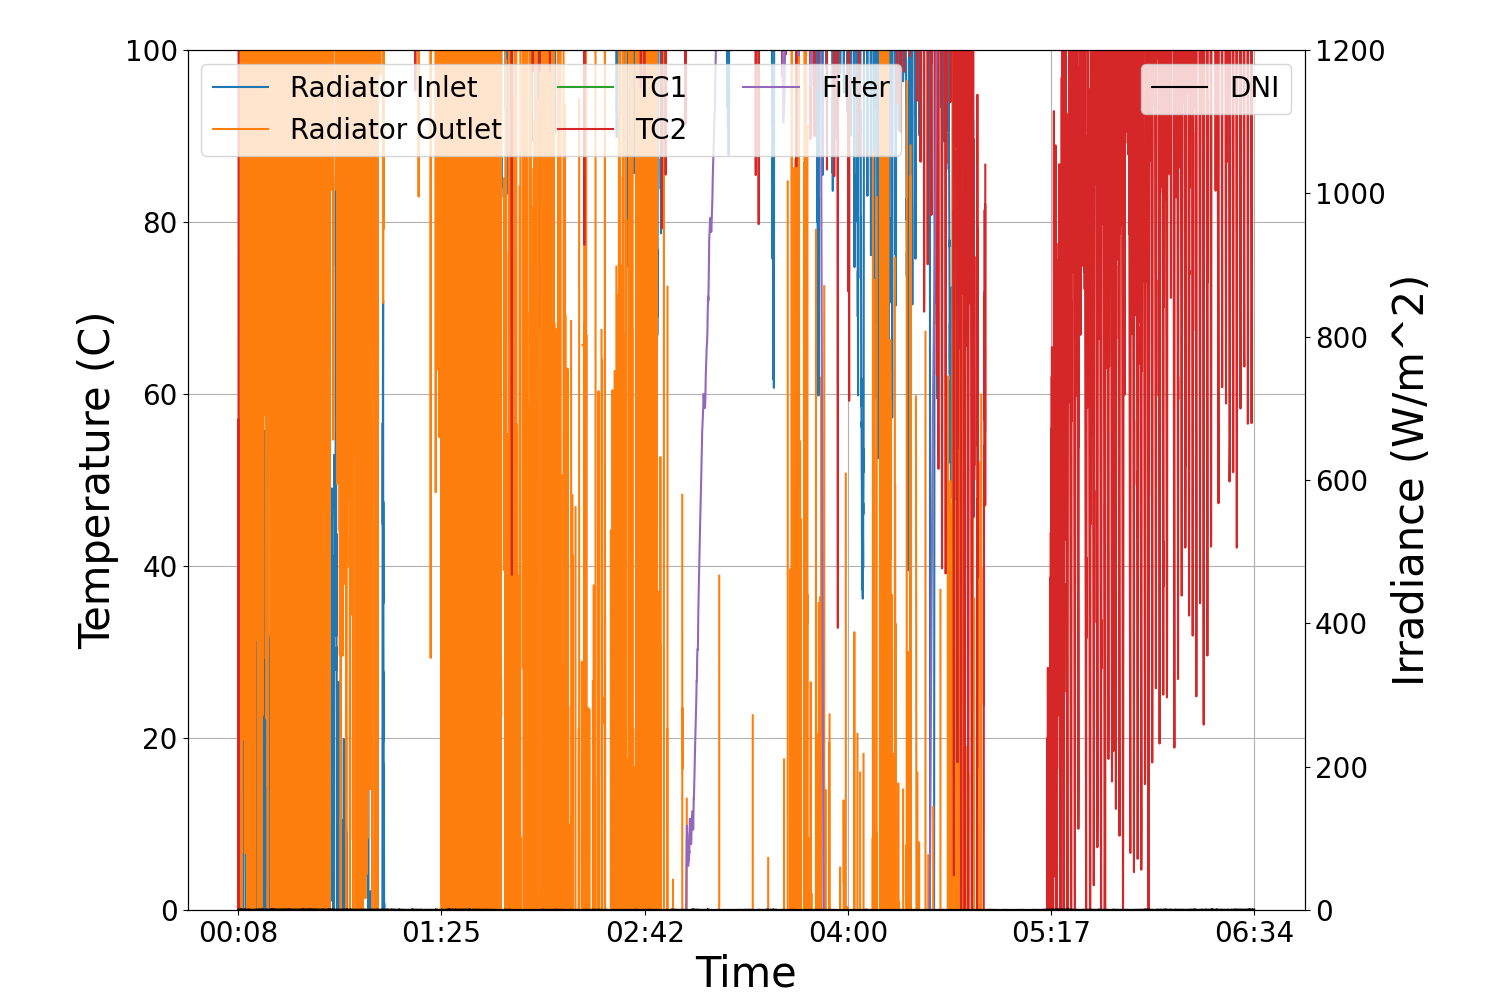 100
80
60
40
20
0
Temperature (C)
Radiator Inlet
Radiator Outlet
TC1
TC2
Filter
DNI
1200
1000
800
600
400
200
0
Irradiance (W/m^2)
00:08 01:25 02:42 04:00 05:17 06:34
Time